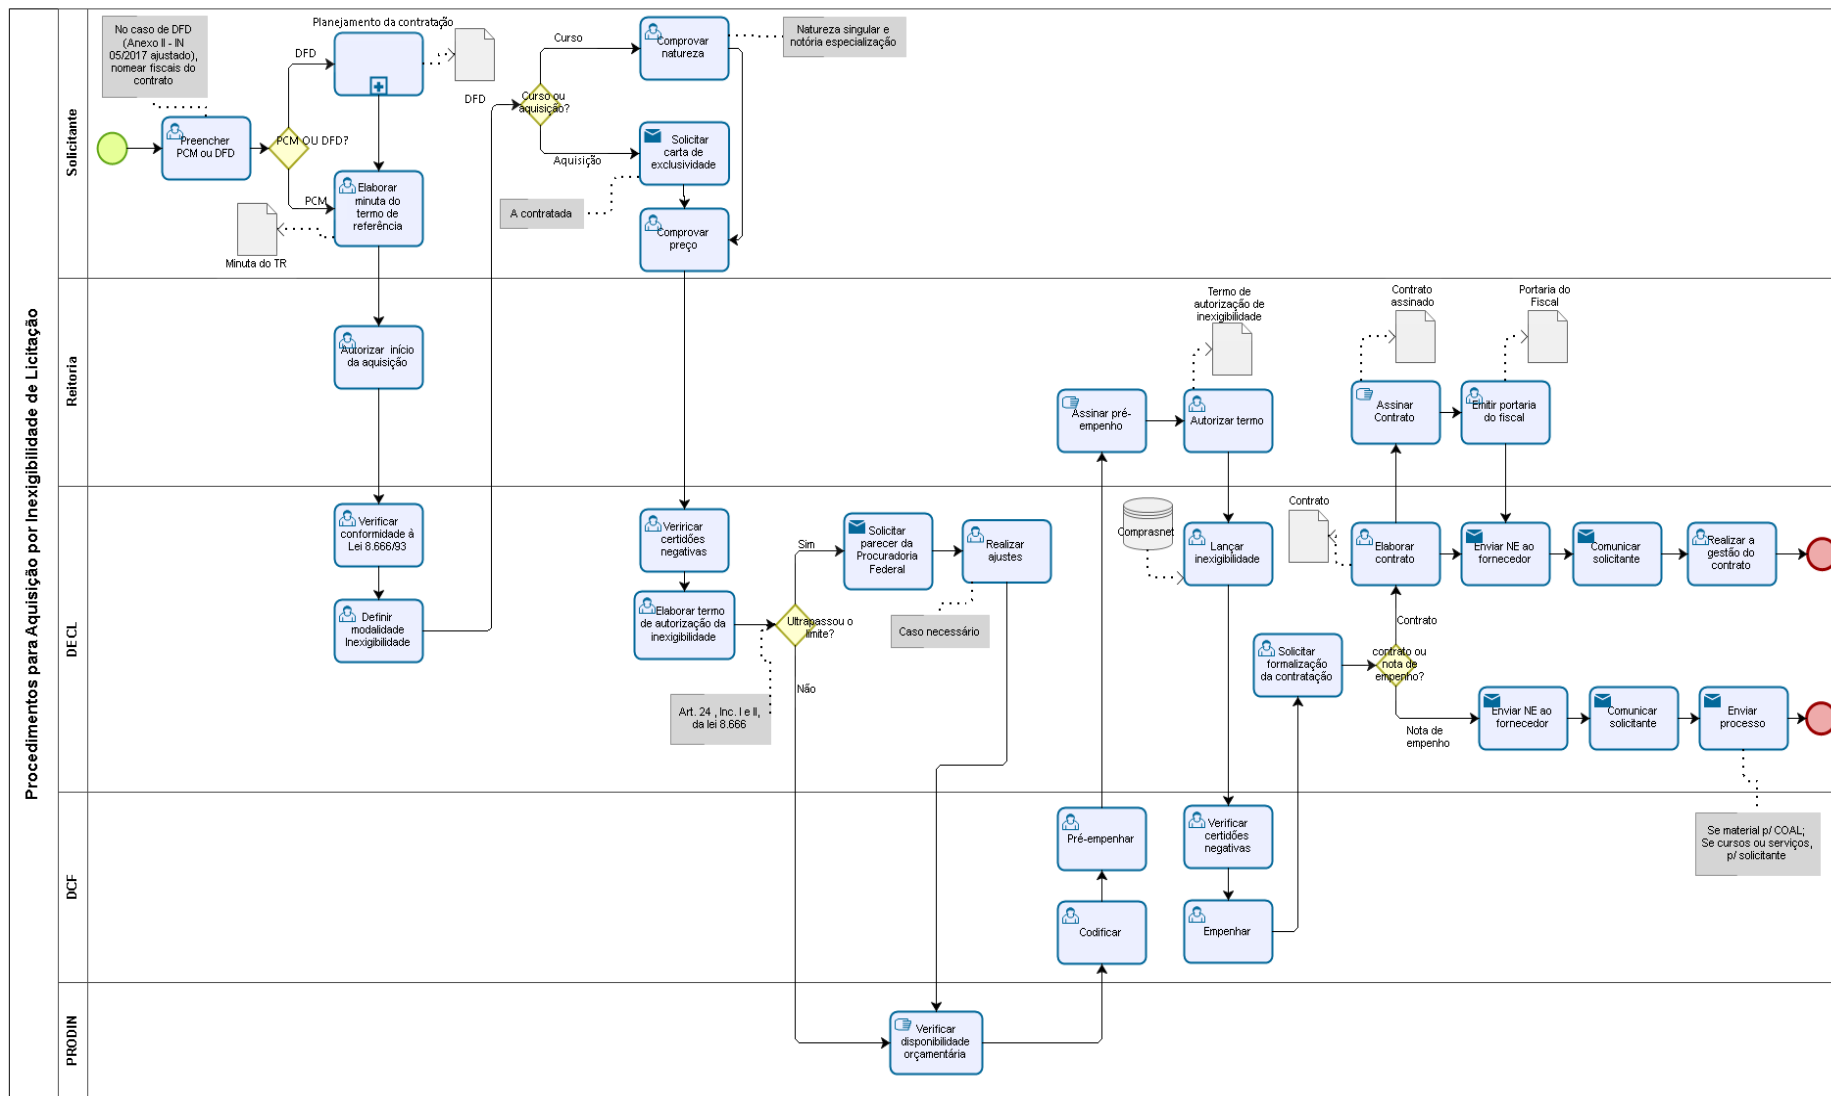 Procedimentos para Aquisição por Inexigibilidade de Licitação
Solicitante
No caso de DFD
(Anexo II - IN
05/2017 ajustado),
nomear fiscais do
contrato
Preencher
PCM ou DFD
PCM OU DFD?
DFD
PCM
Planejamento da contratação
Elaborar
minuta do
termo de
referência
Minuta do TR
DFD
Curso ou
aquisição?
Curso
Aquisição
Comprovar
natureza
Natureza singular e
notória especialização
Solicitar
carta de
exclusividade
A contratada
Comprovar
preço
Reitoria
Autorizar início
da aquisição
Assinar pré-
empenho
Termo de
autorização de
inexigibilidade
Autorizar termo
Contrato
assinado
Assinar
Contrato
Portaria do
Fiscal
Emitir portaria
do fiscal
DECL
Verificar
conformidade à
Lei 8.666/93
Definir
modalidade
Inexigibilidade
Veriricar
certidões
negativas
Elaborar termo
de autorização da
inexigibilidade
Ultrapassou o
limite?
Sim
Não
Art. 24 , Inc. I e II,
da lei 8.666
Solicitar
parecer da
Procuradoria
Federal
Realizar
ajustes
Caso necessário
Comprasnet
Lançar
inexigibilidade
Solicitar
formalização
da contratação
contrato ou
nota de
empenho?
Contrato
Nota de
empenho
Contrato
Elaborar
contrato
Enviar NE ao
fornecedor
Comunicar
solicitante
Realizar a
gestão do
contrato
Enviar NE ao
fornecedor
Comunicar
solicitante
Enviar
processo
Se material p/ COAL;
Se cursos ou serviços,
p/ solicitante
DCF
Pré-empenhar
Codificar
Verificar
certidões
negativas
Empenhar
PRODIN
Verificar
disponibilidade
orçamentária